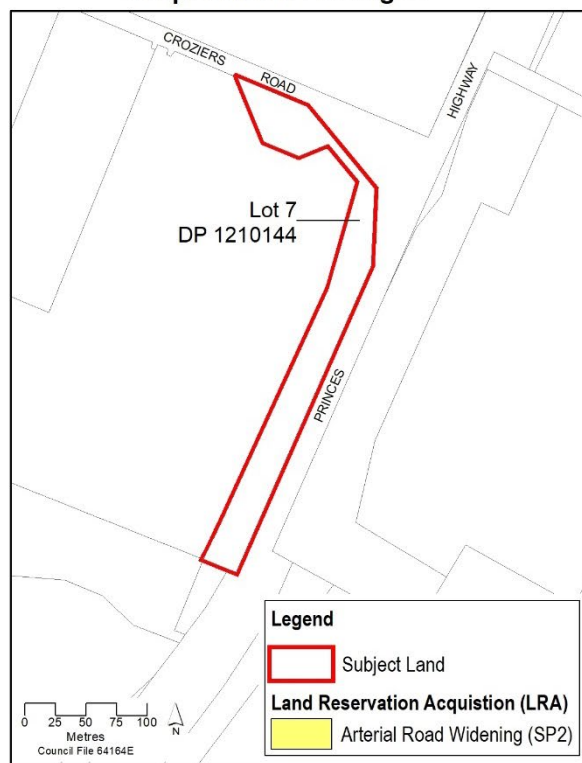 CROZIERS
ROAD
HIGHWAY
Lot 7
DP 1210144
PRINCES
Legend
Subject Land
Land Reservation Acquistion (LRA)
Arterial Road Widening (SP2)
0 25 50 75 100
Metres
Council File 64164E
N